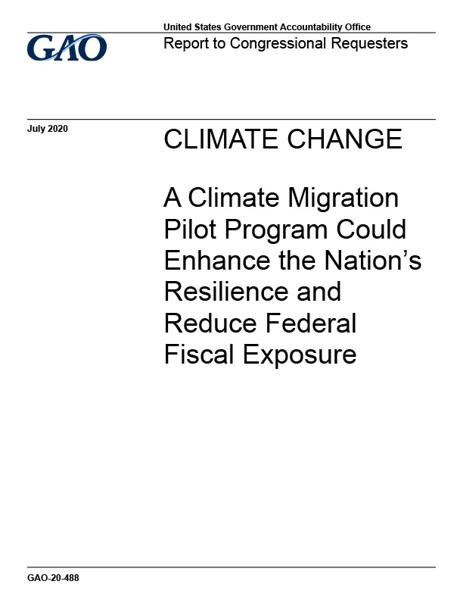 United States Government Accountability Office
GAO
Report to Congressional Requesters
July 2020
CLIMATE CHANGE
A Climate Migration
Pilot Program Could
Enhance the Nation’s
Resilience and
Reduce Federal
Fiscal Exposure
GAO-20-488